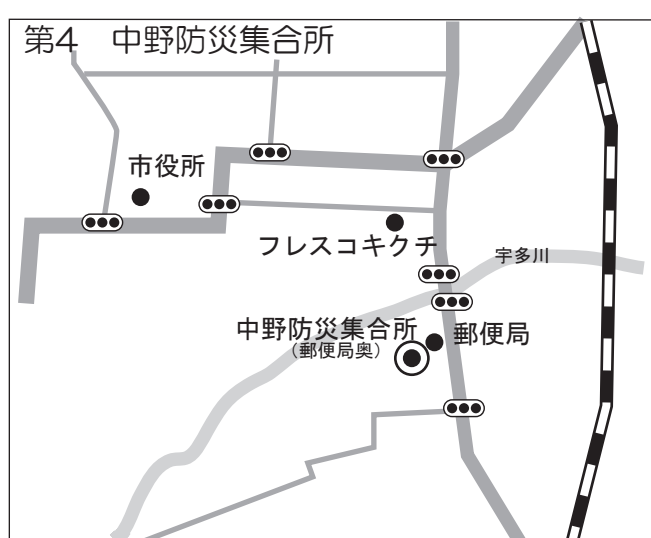 第4　中野防災集合所
市役所
フレスコキクチ
宇多川
中野防災集合所
（郵便局奥）
郵便局